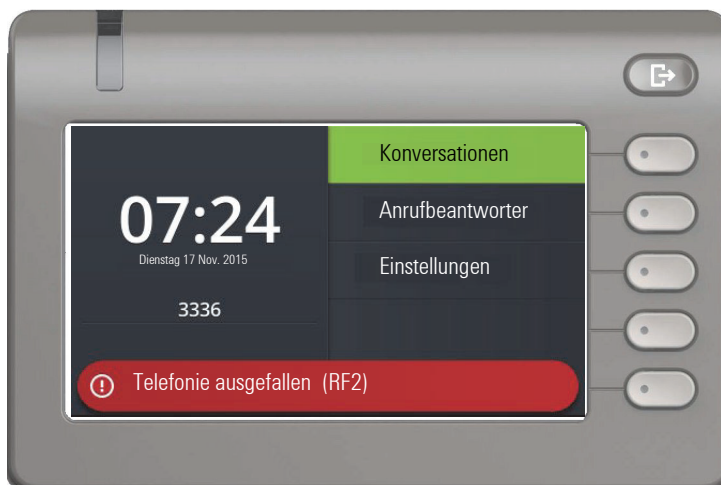 07:24
Dienstag 17 Nov. 2015
3336
Konversationen
Anrufbeantworter
Einstellungen
Telefonie ausgefallen (RF2)